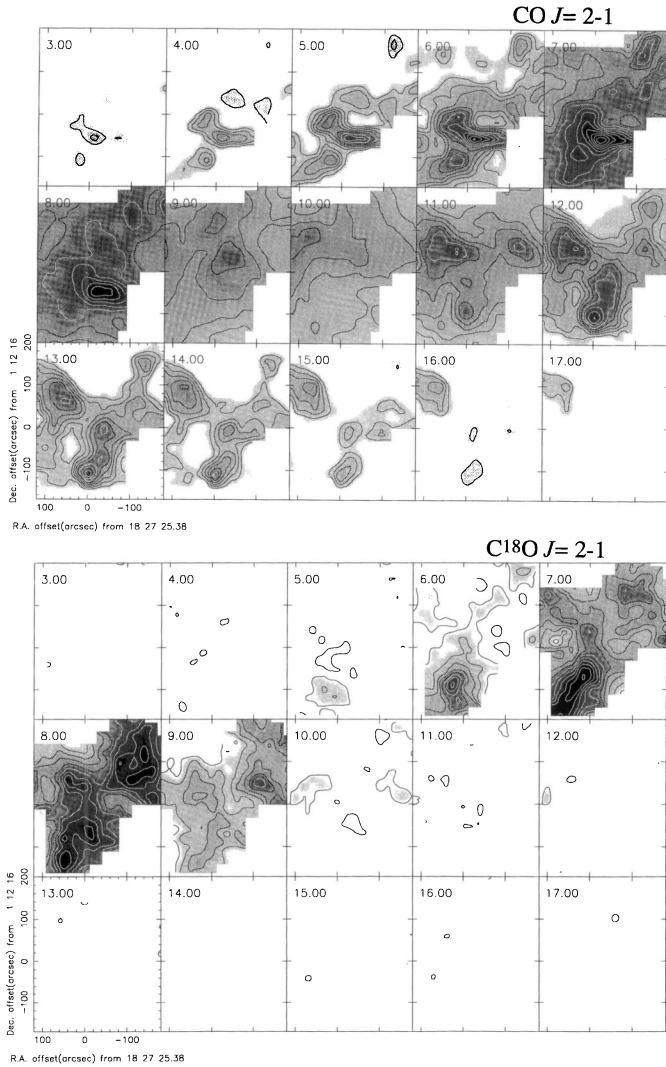 CO J= 2-1
3.00 4.00 5.00 6.00 7.00
8.00 9.00 10.00 11.00 12.00
13.00 14.00 15.00 16.00 17.00
Dec. offset(arcsec) from 1 12 16
200
100
0
-100
100 0 -100
R.A. offset(arcsec) from 18 27 25.38
C18O J= 2-1
3.00 4.00 5.00 6.00 7.00
8.00 9.00 10.00 11.00 12.00
13.00 14.00 15.00 16.00 17.00
Dec. offset(arcsec) from 1 12 16
200
100
0
-100
100 0 -100
R.A. offset(arcsec) from 18 27 25.38